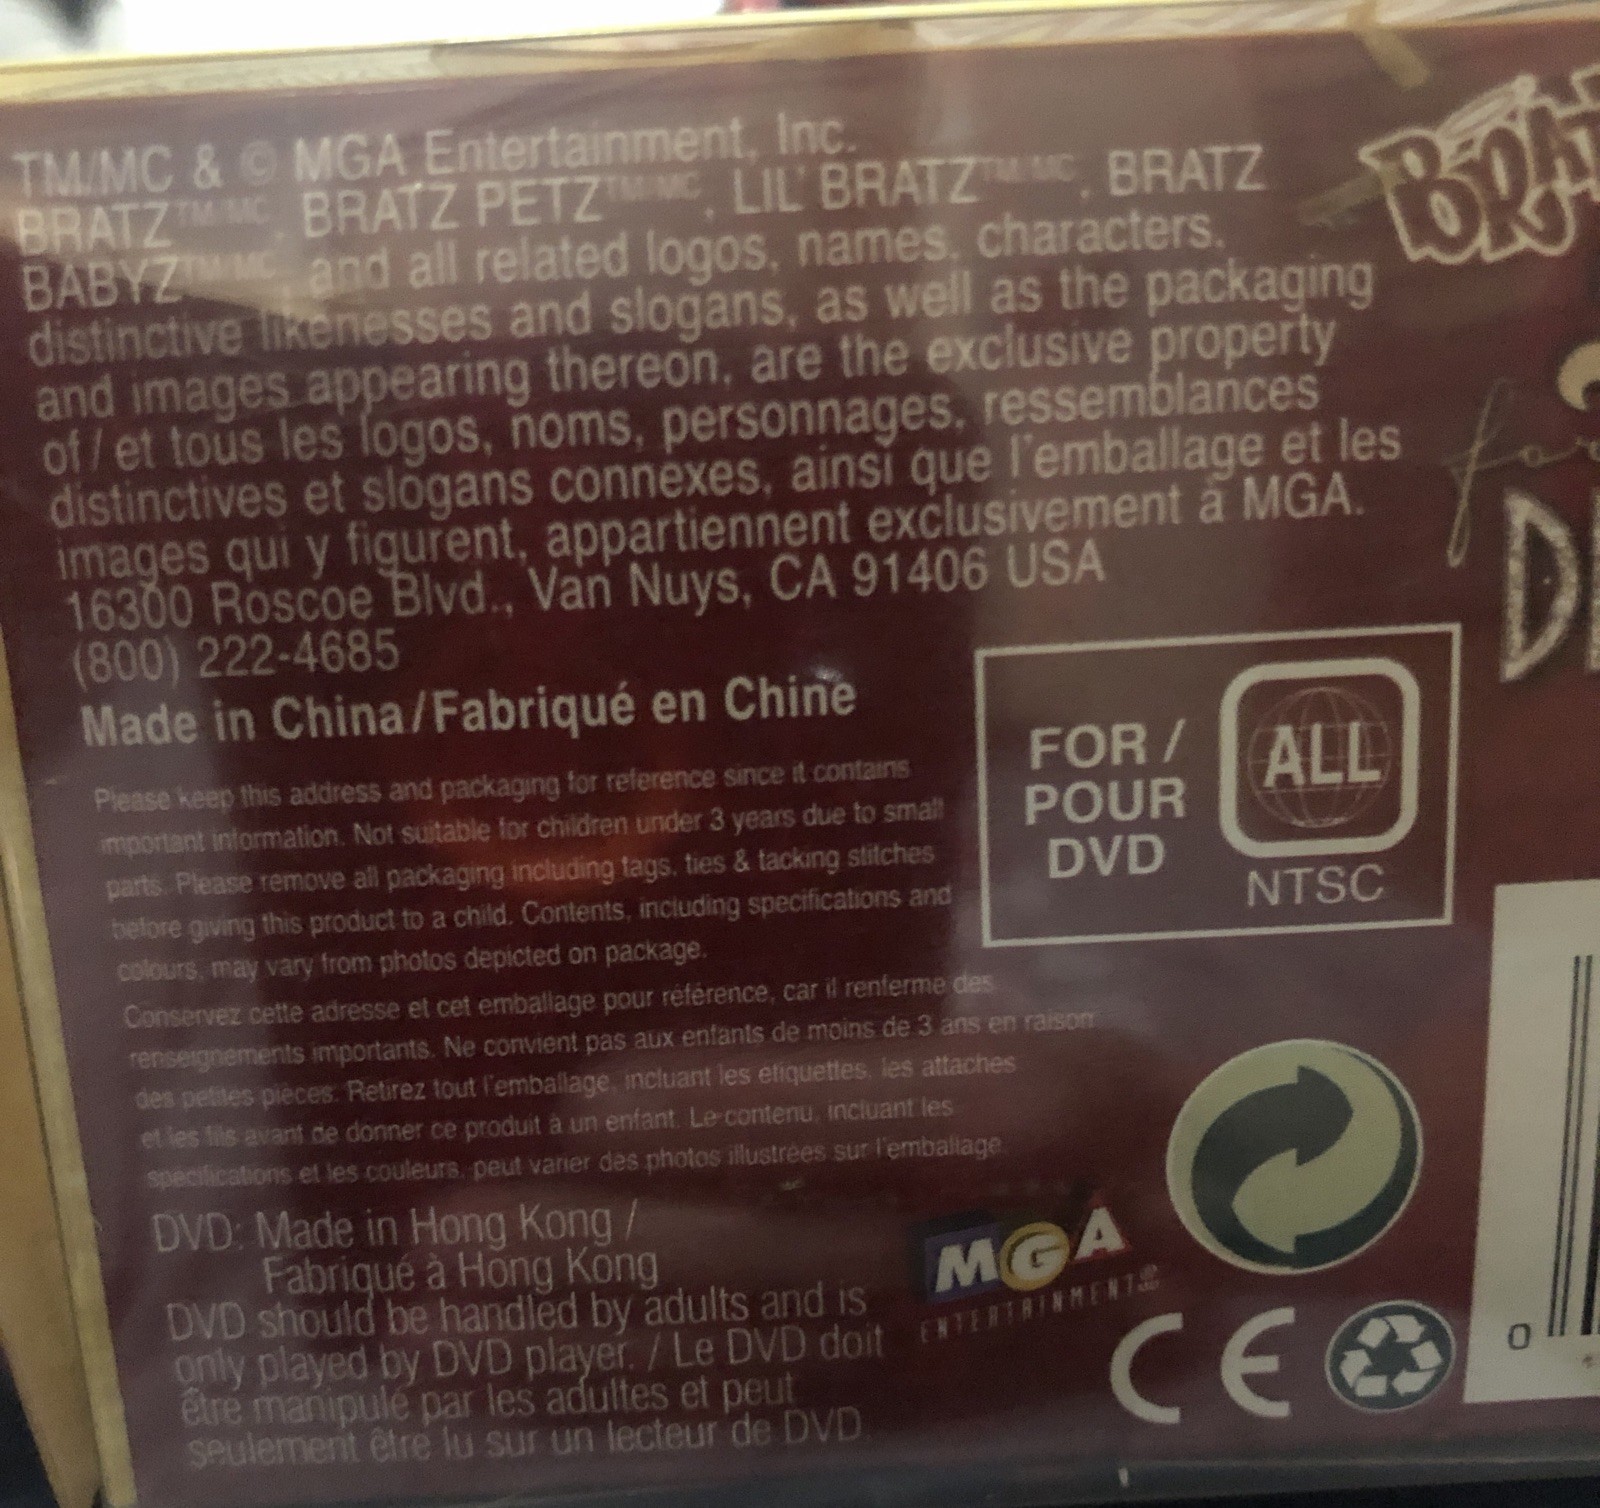 TM/MC & © MGA Entertainment, Inc.
BRATZ™/MC, BRATZ PETZ™/MC, LIL' BRATZ™/MC, BRATZ
BABYZ™/MC and all related logos, names, characters,
distinctive likenesses and slogans, as well as the packaging
and images appearing thereon, are the exclusive property
of / et tous les logos, noms, personnages, ressemblances
distinctives et slogans connexes, ainsi que l'emballage et les
images qui y figurent, appartiennent exclusivement à MGA.
16300 Roscoe Blvd., Van Nuys, CA 91406 USA
(800) 222-4685
Made in China/Fabriqué en Chine
Please keep this address and packaging for reference since it contains
important information. Not suitable for children under 3 years due to small
parts. Please remove all packaging including tags, ties & tacking stitches
before giving this product to a child. Contents, including specifications and
colours, may vary from photos depicted on package.
Conservez cette adresse et cet emballage pour référence, car il renferme des
renseignements importants. Ne convient pas aux enfants de moins de 3 ans en raison
des petites pièces. Retirez tout l'emballage, incluant les étiquettes, les attaches
et les fils avant de donner ce produit à un enfant. Le contenu, incluant les
spécifications et les couleurs, peut varier des photos illustrées sur l'emballage.
DVD: Made in Hong Kong /
Fabriqué à Hong Kong
DVD should be handled by adults and is
only played by DVD player. / Le DVD doit
être manipulé par les adultes et peut
seulement être lu sur un lecteur de DVD.
FOR /
POUR
DVD
ALL
NTSC
MGA
ENTERTAINMENT®
CE
BRAT
for
D
0